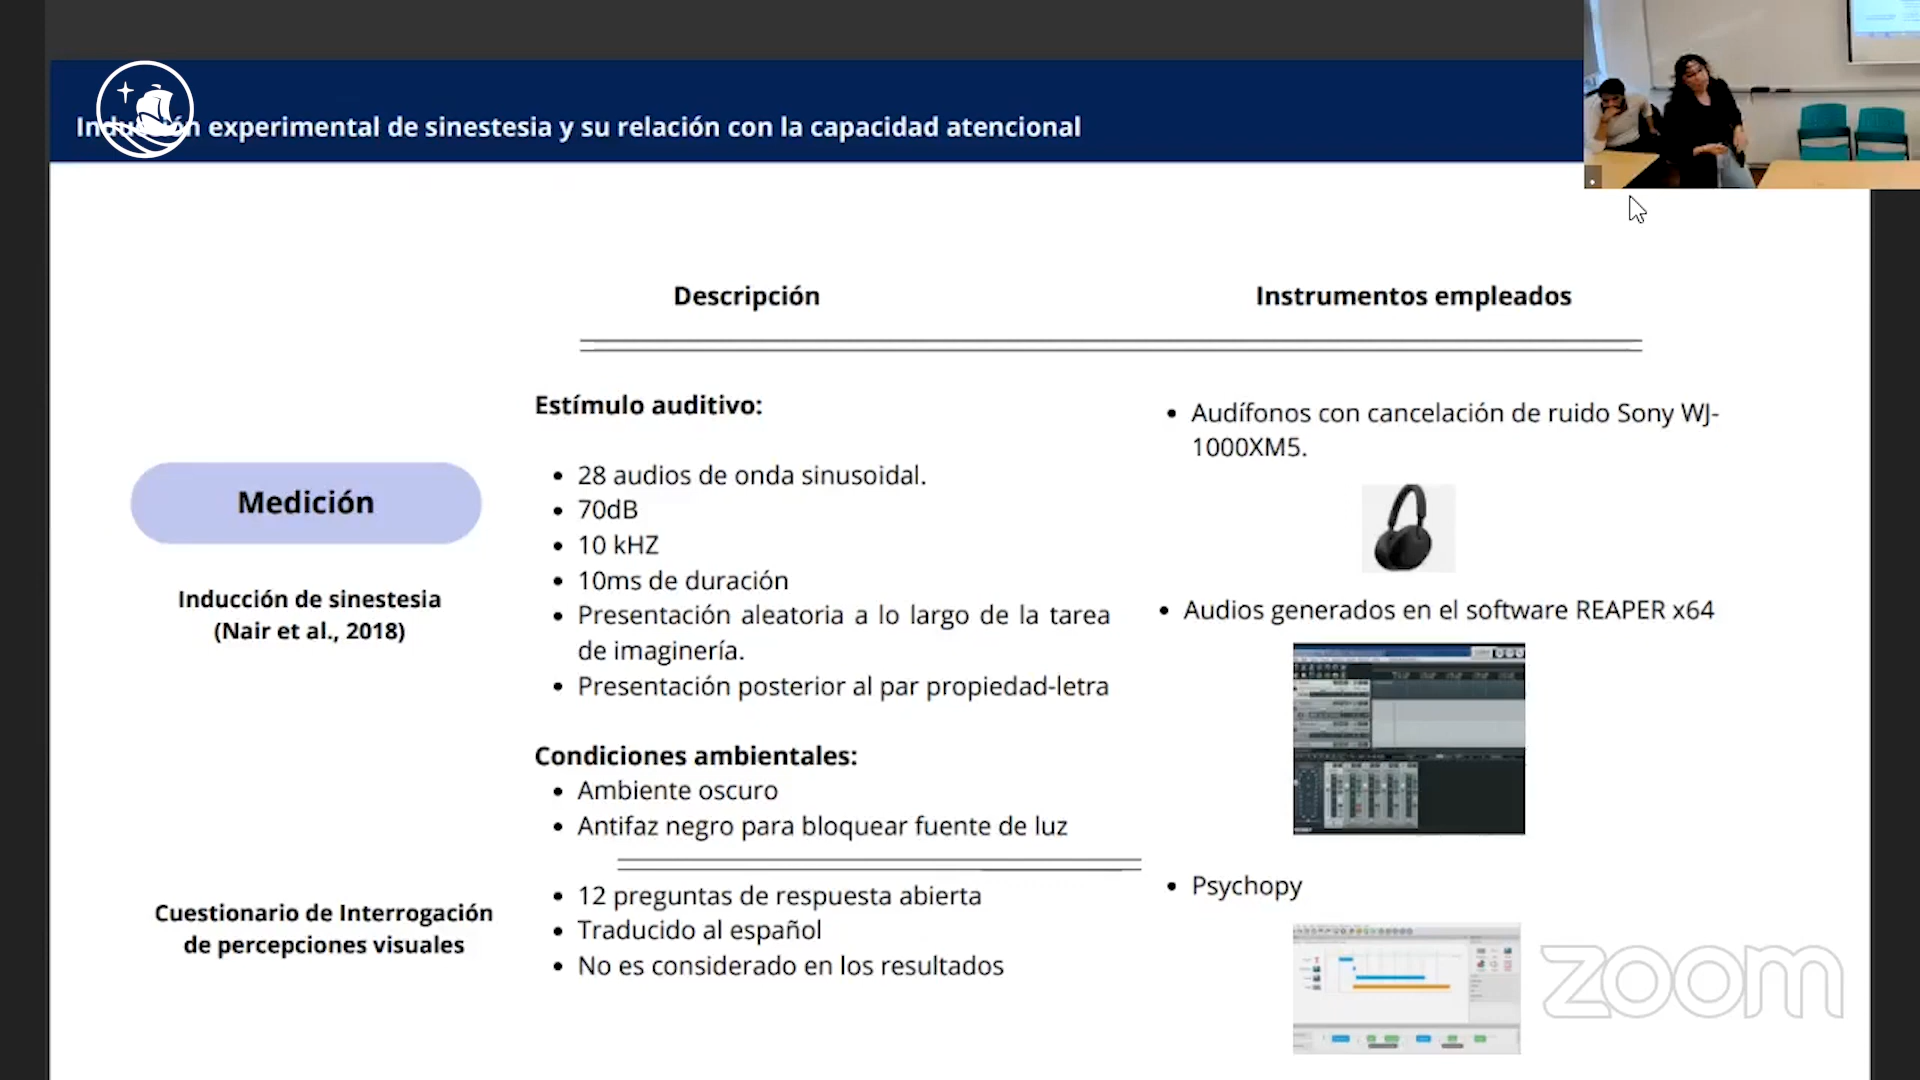 Inducción experimental de sinestesia y su relación con la capacidad atencional
Descripción
Instrumentos empleados
Medición
Inducción de sinestesia
(Nair et al., 2018)
Estímulo auditivo:
28 audios de onda sinusoidal.
70dB
10 kHZ
10ms de duración
Presentación aleatoria a lo largo de la tarea
de imaginería.
Presentación posterior al par propiedad-letra
Condiciones ambientales:
Ambiente oscuro
Antifaz negro para bloquear fuente de luz
Audífonos con cancelación de ruido Sony WJ-
1000XM5.
Audios generados en el software REAPER x64
Psychopy
Cuestionario de Interrogación
de percepciones visuales
12 preguntas de respuesta abierta
Traducido al español
No es considerado en los resultados
zoom